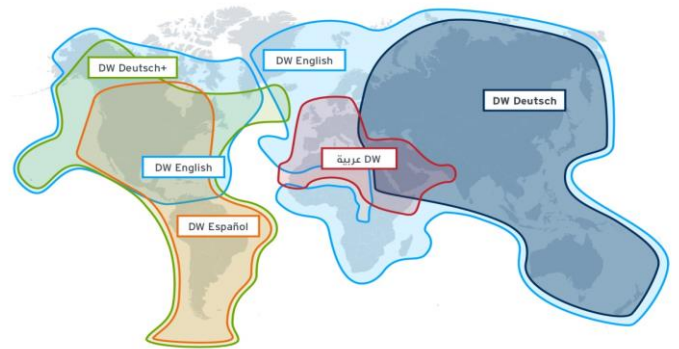 DW Deutsch+
DW English
DW Deutsch
DW عربية
DW English
DW Español